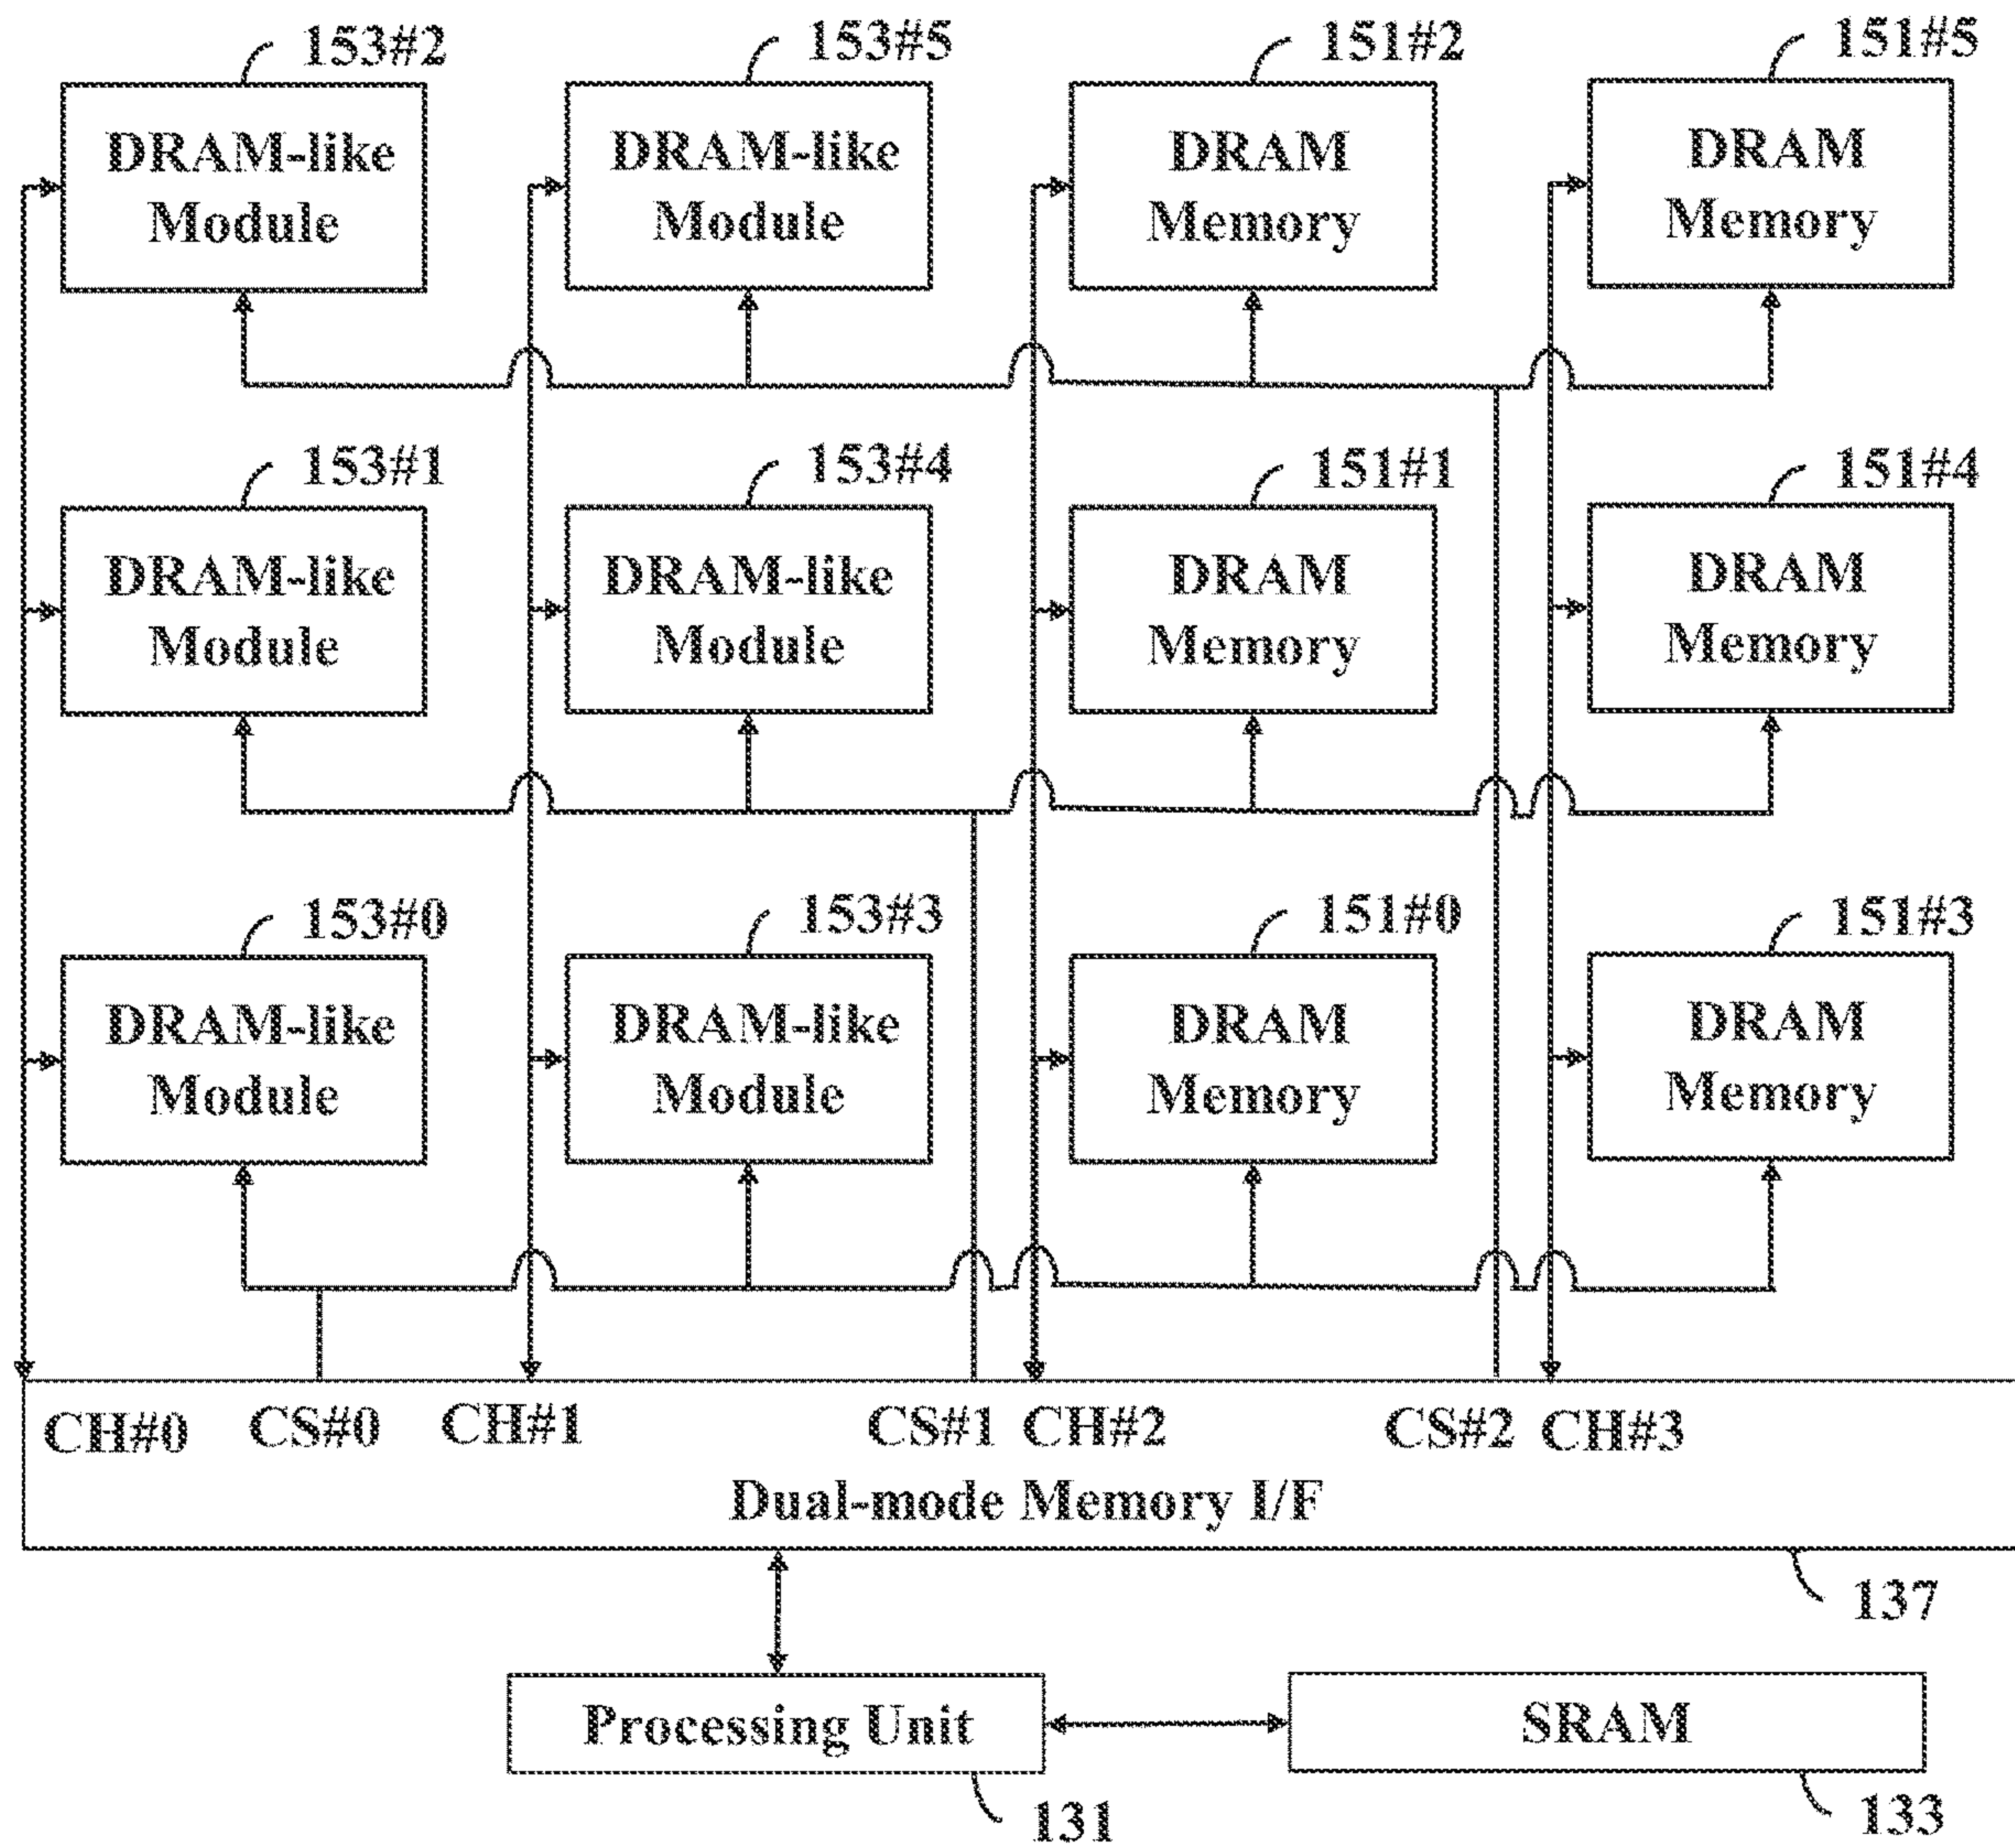 153#2
153#5
151#2
151#5
DRAM-like
Module
DRAM-like
Module
DRAM
Memory
DRAM
Memory
153#1
153#4
151#1
151#4
DRAM-like
Module
DRAM-like
Module
DRAM
Memory
DRAM
Memory
153#0
153#3
151#0
151#3
DRAM-like
Module
DRAM-like
Module
DRAM
Memory
DRAM
Memory
CH#0
CS#0
CH#1
CS#1
CH#2
CS#2
CH#3
Dual-mode Memory I/F
137
Processing Unit
SRAM
131
133